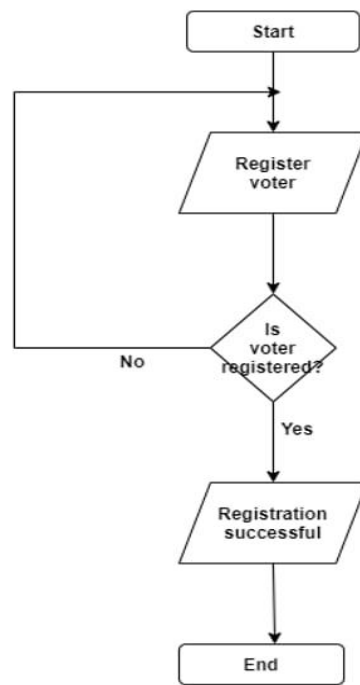 Start
Register
voter
Is
voter
registered?
No
Yes
Registration
successful
End